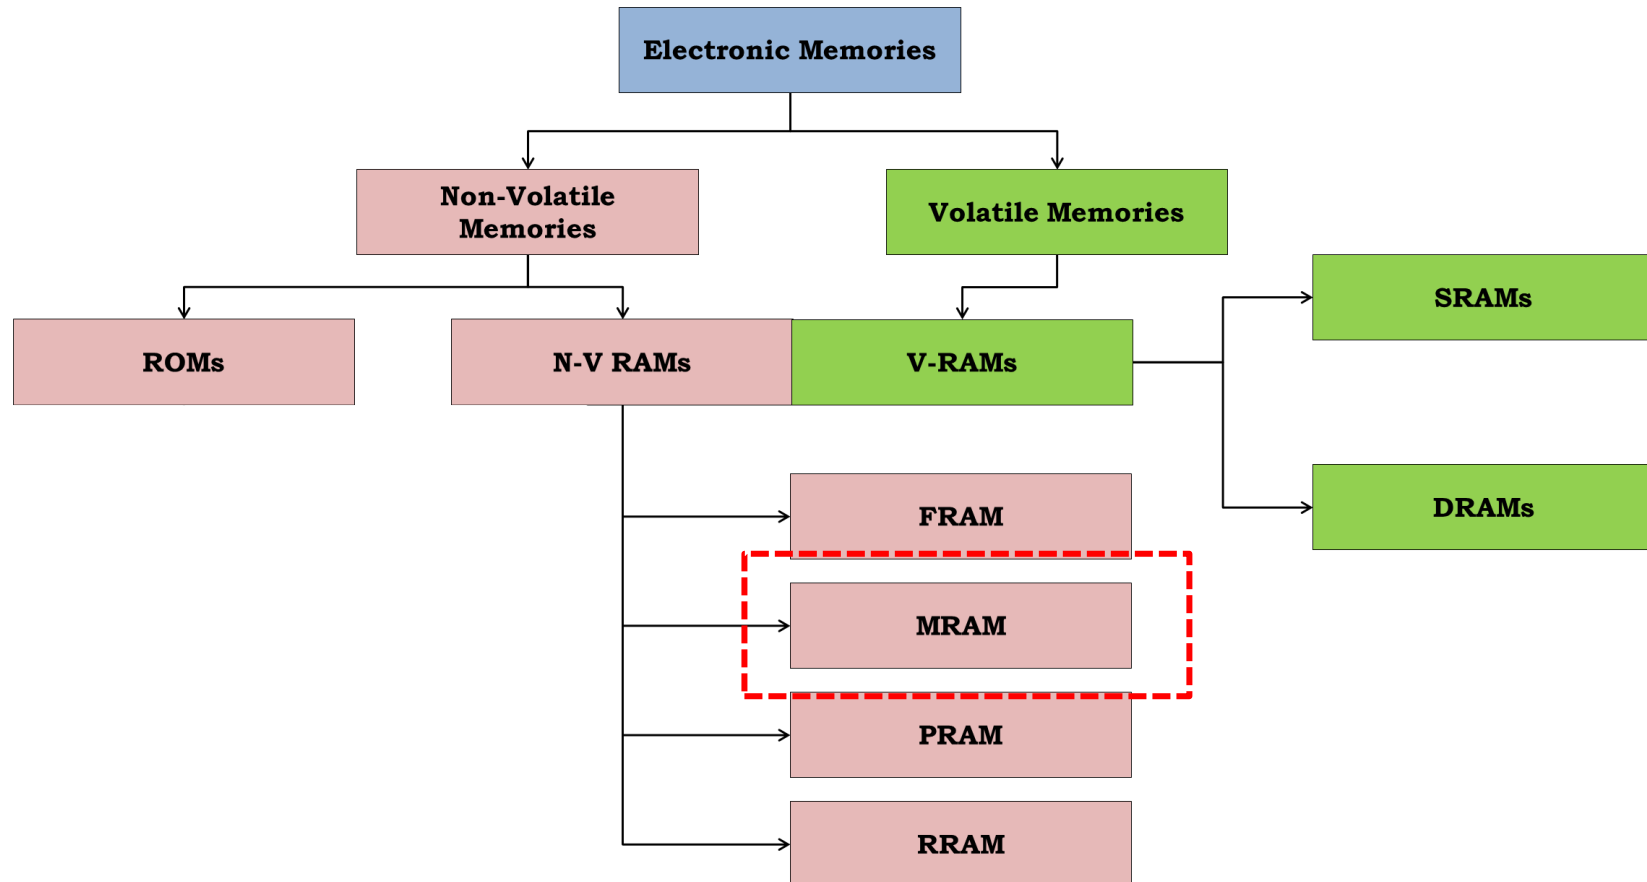 Electronic Memories
Non-Volatile
Memories
Volatile Memories
SRAMs
ROMs
N-V RAMs
V-RAMs
FRAM
DRAMs
MRAM
PRAM
RRAM